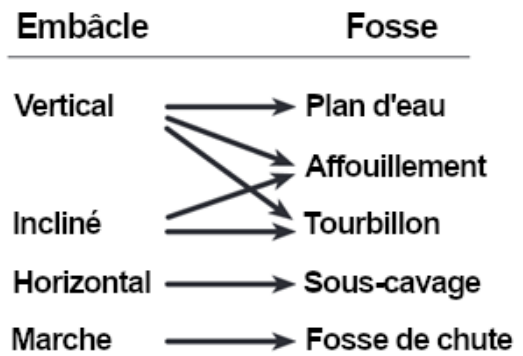 Embâcle Fosse
Vertical Plan d'eau
Affouillement
Incliné Tourbillon
Horizontal Sous-cavage
Marche Fosse de chute